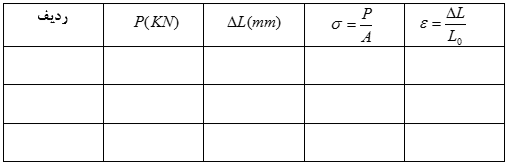 ردیف P(KN) ΔL(mm) σ = P/A ε = ΔL/L₀